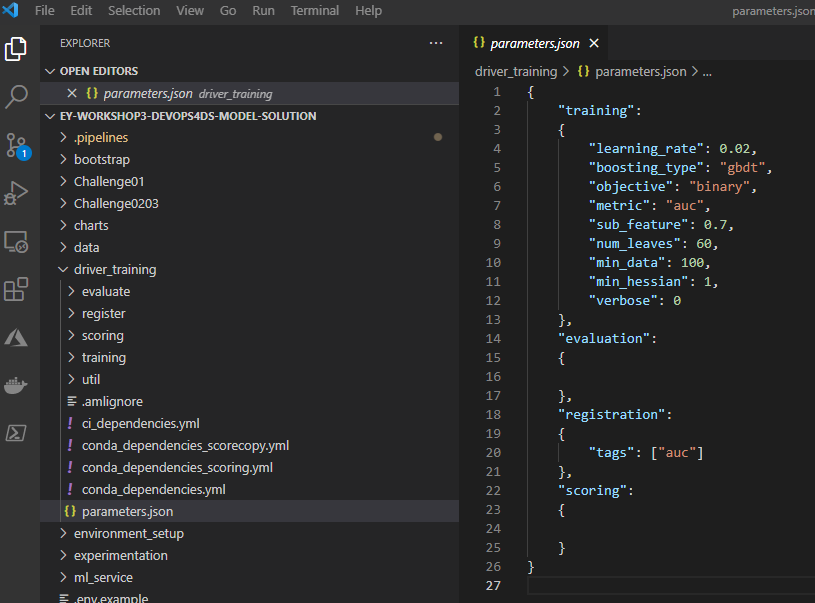 File Edit Selection View Go Run Terminal Help parameters.json
EXPLORER ...
OPEN EDITORS
{} parameters.json driver_training
EY-WORKSHOP3-DEVOPS4DS-MODEL-SOLUTION
.pipelines
bootstrap
Challenge01
Challenge0203
charts
data
driver_training
evaluate
register
scoring
training
util
.amlignore
! ci_dependencies.yml
! conda_dependencies_scorecopy.yml
! conda_dependencies_scoring.yml
! conda_dependencies.yml
{} parameters.json
environment_setup
experimentation
ml_service
.env.example
1
{} parameters.json
driver_training > {} parameters.json > ...
1 {
2 "training":
3 {
4 "learning_rate": 0.02,
5 "boosting_type": "gbdt",
6 "objective": "binary",
7 "metric": "auc",
8 "sub_feature": 0.7,
9 "num_leaves": 60,
10 "min_data": 100,
11 "min_hessian": 1,
12 "verbose": 0
13 },
14 "evaluation":
15 {
16
17 },
18 "registration":
19 {
20 "tags": ["auc"]
21 },
22 "scoring":
23 {
24
25 }
26 }
27